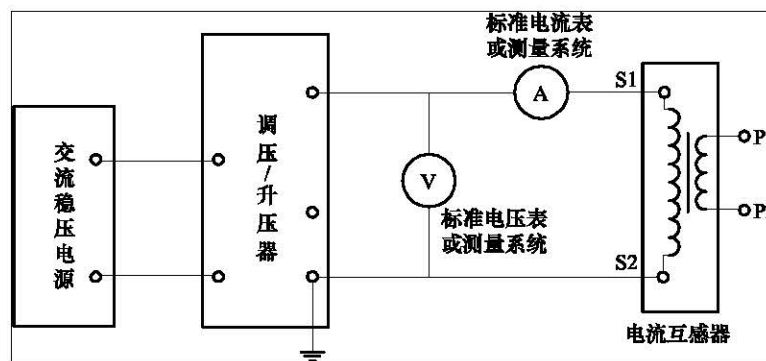 标准电流表
或测量系统
S1
A
调压/升压器
交流稳压电源
V
P
标准电压表
或测量系统
P
S2
电流互感器